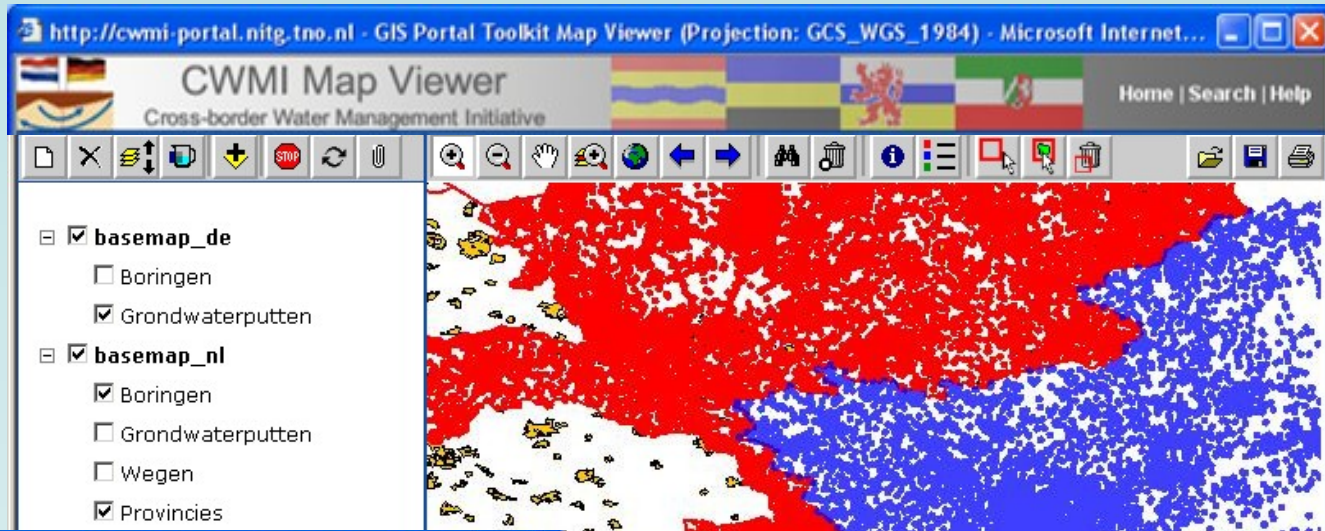 http://cwmi-portal.nitg.tno.nl - GIS Portal Toolkit Map Viewer (Projection: GCS_WGS_1984) - Microsoft Internet...
CWMI Map Viewer
Cross-border Water Management Initiative
Home | Search | Help
STOP
basemap_de
Boringen
Grondwaterputten
basemap_nl
Boringen
Grondwaterputten
Wegen
Provincies